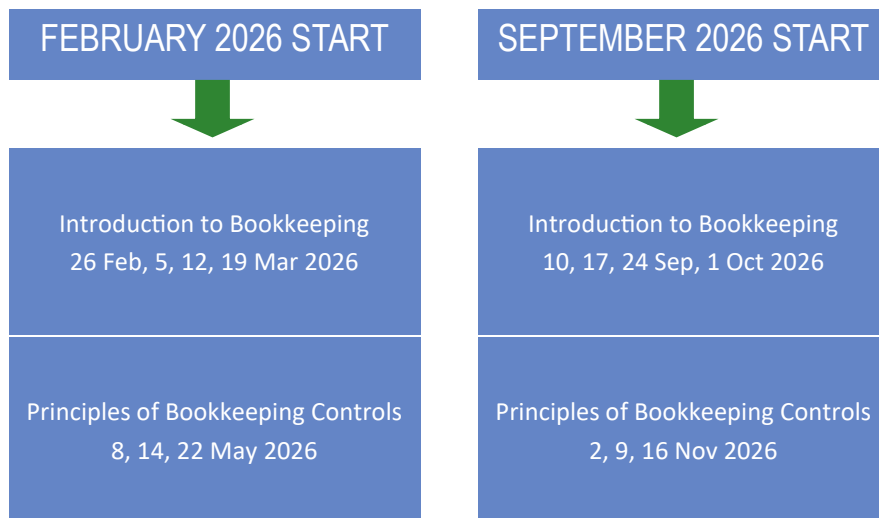 FEBRUARY 2026 START
Introduction to Bookkeeping
26 Feb, 5, 12, 19 Mar 2026
Principles of Bookkeeping Controls
8, 14, 22 May 2026
SEPTEMBER 2026 START
Introduction to Bookkeeping
10, 17, 24 Sep, 1 Oct 2026
Principles of Bookkeeping Controls
2, 9, 16 Nov 2026